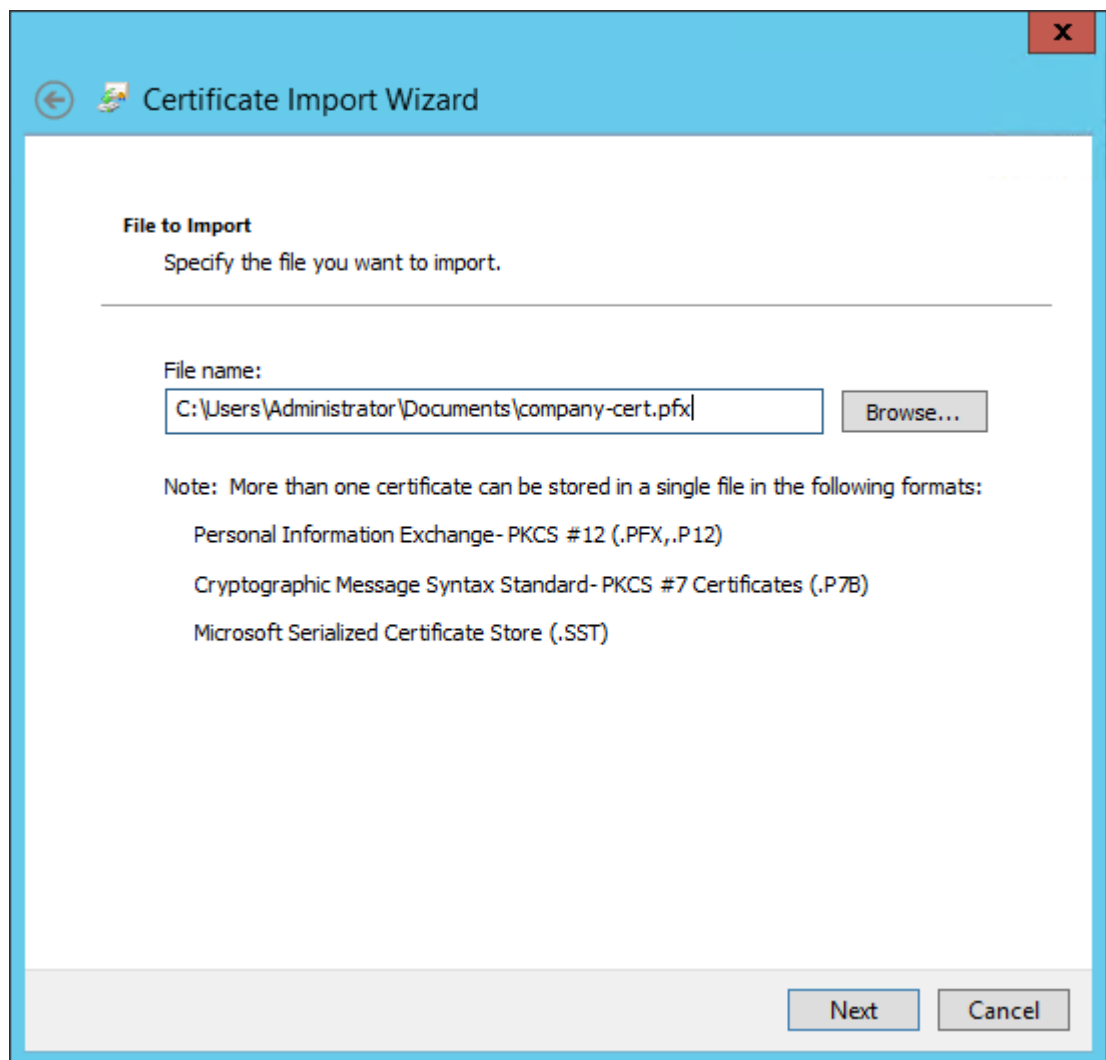 x
Certificate Import Wizard
File to Import
Specify the file you want to import.
File name:
C:\Users\Administrator\Documents\company-cert.pfx
Browse...
Note:  More than one certificate can be stored in a single file in the following formats:
Personal Information Exchange- PKCS #12 (.PFX,.P12)
Cryptographic Message Syntax Standard- PKCS #7 Certificates (.P7B)
Microsoft Serialized Certificate Store (.SST)
Next Cancel